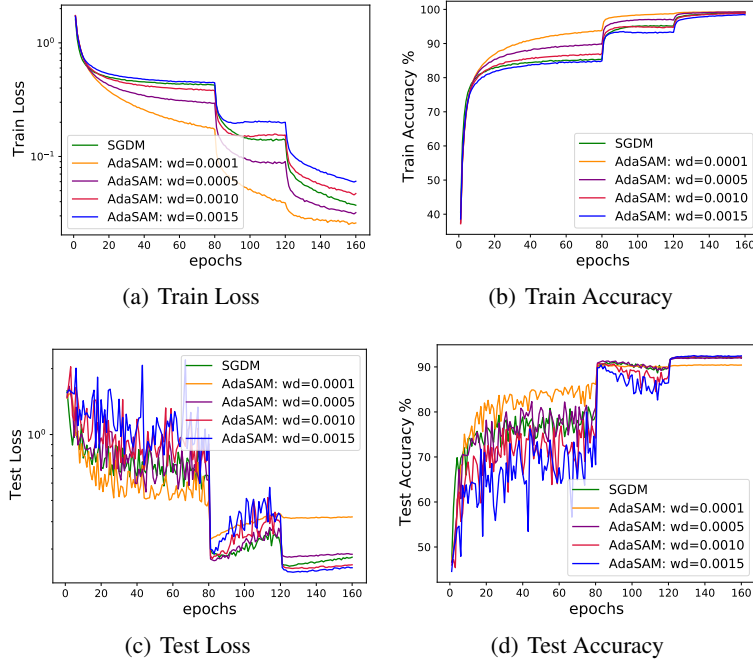 10^0
10^-1
Train Loss
SGDM
AdaSAM: wd=0.0001
AdaSAM: wd=0.0005
AdaSAM: wd=0.0010
AdaSAM: wd=0.0015
0 20 40 60 80 100 120 140 160
epochs
(a) Train Loss
100
90
80
70
60
50
40
Train Accuracy %
SGDM
AdaSAM: wd=0.0001
AdaSAM: wd=0.0005
AdaSAM: wd=0.0010
AdaSAM: wd=0.0015
0 20 40 60 80 100 120 140 160
epochs
(b) Train Accuracy
10^0
Test Loss
SGDM
AdaSAM: wd=0.0001
AdaSAM: wd=0.0005
AdaSAM: wd=0.0010
AdaSAM: wd=0.0015
0 20 40 60 80 100 120 140 160
epochs
(c) Test Loss
90
80
70
60
50
Test Accuracy %
SGDM
AdaSAM: wd=0.0001
AdaSAM: wd=0.0005
AdaSAM: wd=0.0010
AdaSAM: wd=0.0015
0 20 40 60 80 100 120 140 160
epochs
(d) Test Accuracy